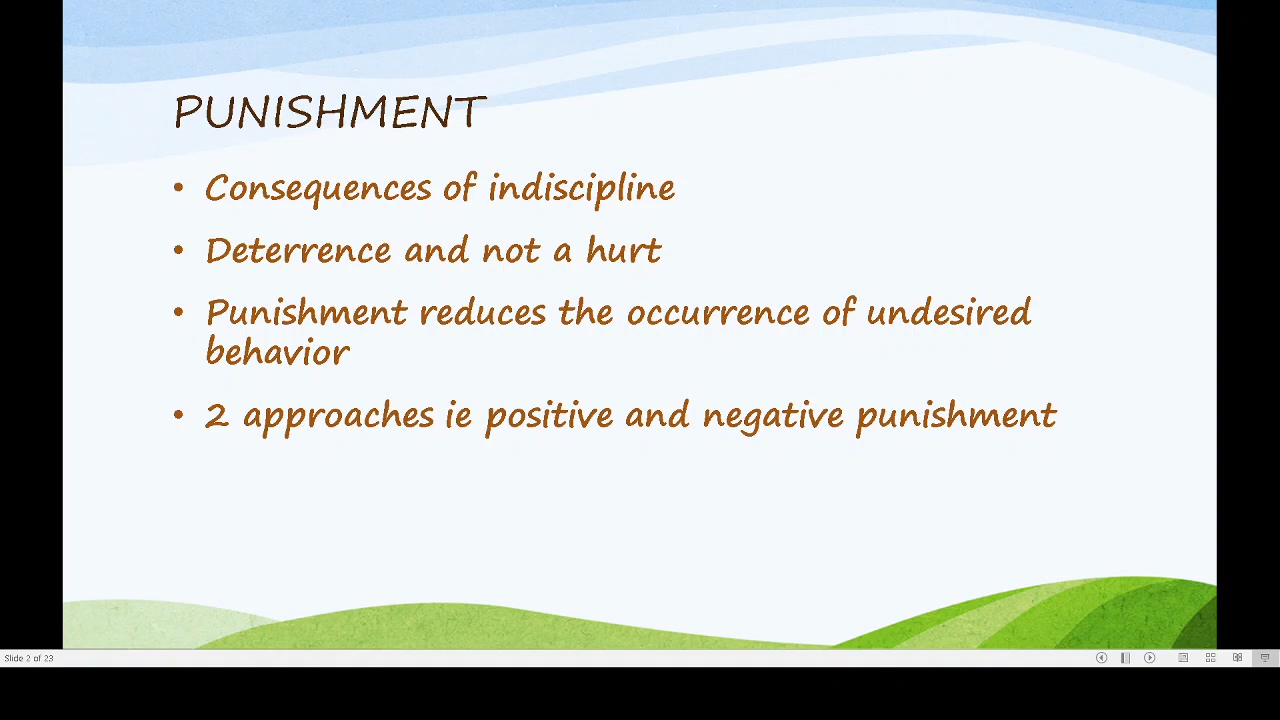 PUNISHMENT
• Consequences of indiscipline
• Deterrence and not a hurt
• Punishment reduces the occurrence of undesired
behavior
• 2 approaches ie positive and negative punishment
Slide 2 of 23